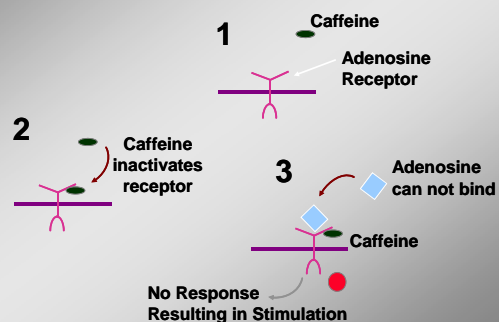 1
Caffeine
Adenosine
Receptor
2
Caffeine
inactivates
receptor
3
Adenosine
can not bind
Caffeine
No Response
Resulting in Stimulation